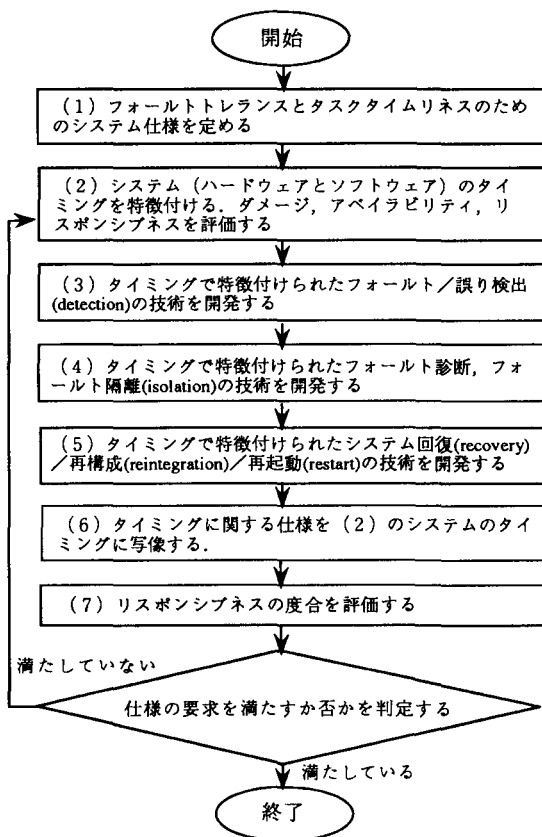 開始
(1)フォールトトレランスとタスクタイムリネスのため
のシステム仕様を定める
(2)システム(ハードウェアとソフトウェア)のタイ
ミングを特徴付ける.ダメージ,アベイラビリティ,リ
スポンシブネスを評価する
(3)タイミングで特徴付けられたフォールト/誤り検出
(detection)の技術を開発する
(4)タイミングで特徴付けられたフォールト診断,フォ
ールト隔離(isolation)の技術を開発する
(5)タイミングで特徴付けられたシステム回復(recovery)
/再構成(reintegration)/再起動(restart)の技術を開発する
(6)タイミングに関する仕様を(2)のシステムのタイ
ミングに写像する.
(7)リスポンシブネスの度合を評価する
満たしていない
仕様の要求を満たすか否かを判定する
満たしている
終了